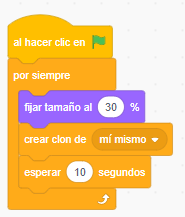 al hacer clic en
por siempre
fijar tamaño al 30 %
crear clon de mí mismo
esperar 10 segundos